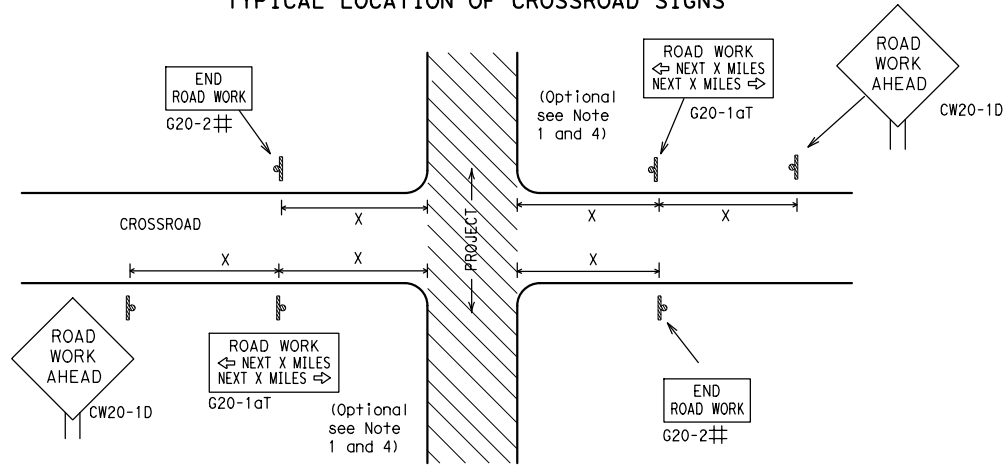 TYPICAL LOCATION OF CROSSROAD SIGNS
END
ROAD WORK
G20-2#
(Optional
see Note
1 and 4)
ROAD WORK
⇦ NEXT X MILES
NEXT X MILES ⇨
G20-1aT
ROAD
WORK
AHEAD
CW20-1D
X
X
X
CROSSROAD
PROJECT
X
X
X
ROAD
WORK
AHEAD
CW20-1D
ROAD WORK
⇦ NEXT X MILES
NEXT X MILES ⇨
G20-1aT
(Optional
see Note
1 and 4)
END
ROAD WORK
G20-2#